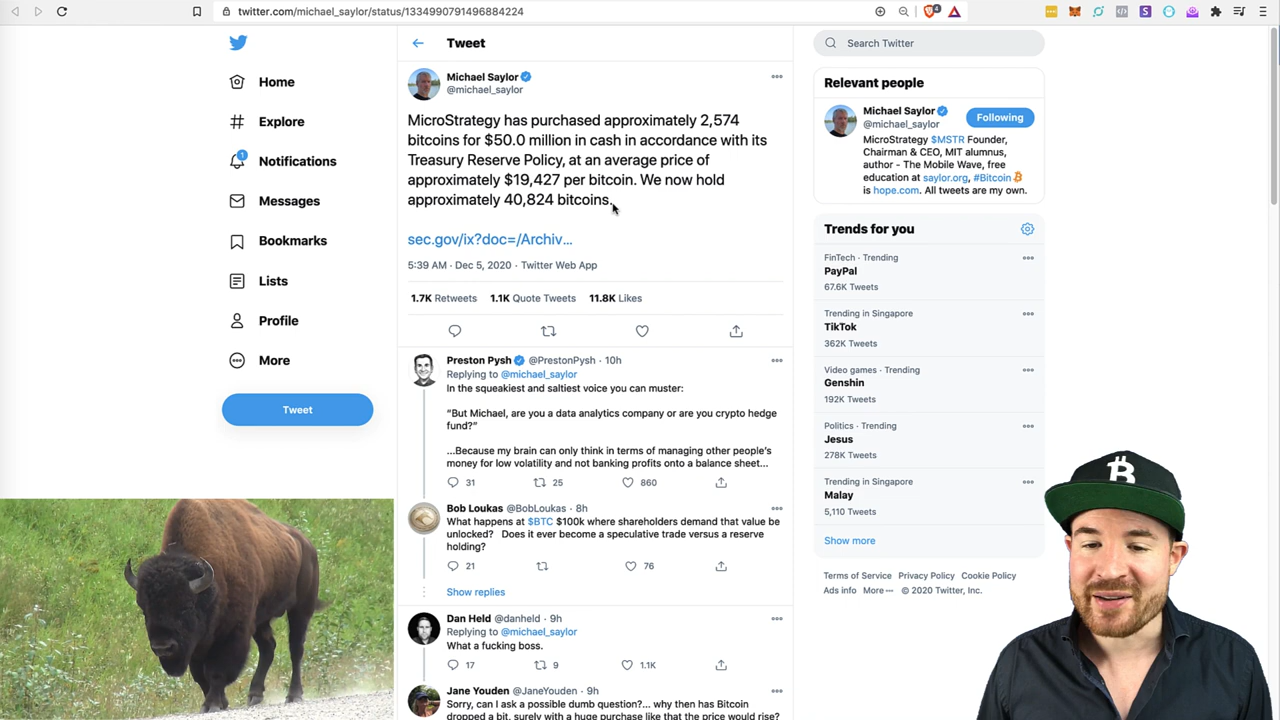 twitter.com/michael_saylor/status/1334990791496884224
4
S
Home
Explore
1
Notifications
Messages
Bookmarks
Lists
Profile
More
Tweet
Tweet
Michael Saylor
@michael_saylor
MicroStrategy has purchased approximately 2,574
bitcoins for $50.0 million in cash in accordance with its
Treasury Reserve Policy, at an average price of
approximately $19,427 per bitcoin. We now hold
approximately 40,824 bitcoins.
sec.gov/ix?doc=/Archiv...
5:39 AM · Dec 5, 2020 · Twitter Web App
1.7K Retweets 1.1K Quote Tweets 11.8K Likes
Preston Pysh @PrestonPysh · 10h
Replying to @michael_saylor
In the squeakiest and saltiest voice you can muster:
"But Michael, are you a data analytics company or are you crypto hedge
fund?"
...Because my brain can only think in terms of managing other people's
money for low volatility and not banking profits onto a balance sheet...
31 25 860
Bob Loukas @BobLoukas · 8h
What happens at $BTC $100k where shareholders demand that value be
unlocked? Does it ever become a speculative trade versus a reserve
holding?
21 76
Show replies
Dan Held @danheld · 9h
Replying to @michael_saylor
What a fucking boss.
17 9 1.1K
Jane Youden @JaneYouden · 9h
Sorry, can I ask a possible dumb question?... why then has Bitcoin
dropped a bit, surely with a huge purchase like that the price would rise?
Search Twitter
Relevant people
Michael Saylor
@michael_saylor
Following
MicroStrategy $MSTR Founder,
Chairman & CEO, MIT alumnus,
author - The Mobile Wave, free
education at saylor.org, #Bitcoin
is hope.com. All tweets are my own.
Trends for you
FinTech · Trending
PayPal
67.6K Tweets
Trending in Singapore
TikTok
362K Tweets
Video games · Trending
Genshin
192K Tweets
Politics · Trending
Jesus
278K Tweets
Trending in Singapore
Malay
5,110 Tweets
Show more
Terms of Service Privacy Policy Cookie Policy
Ads info More ··· © 2020 Twitter, Inc.